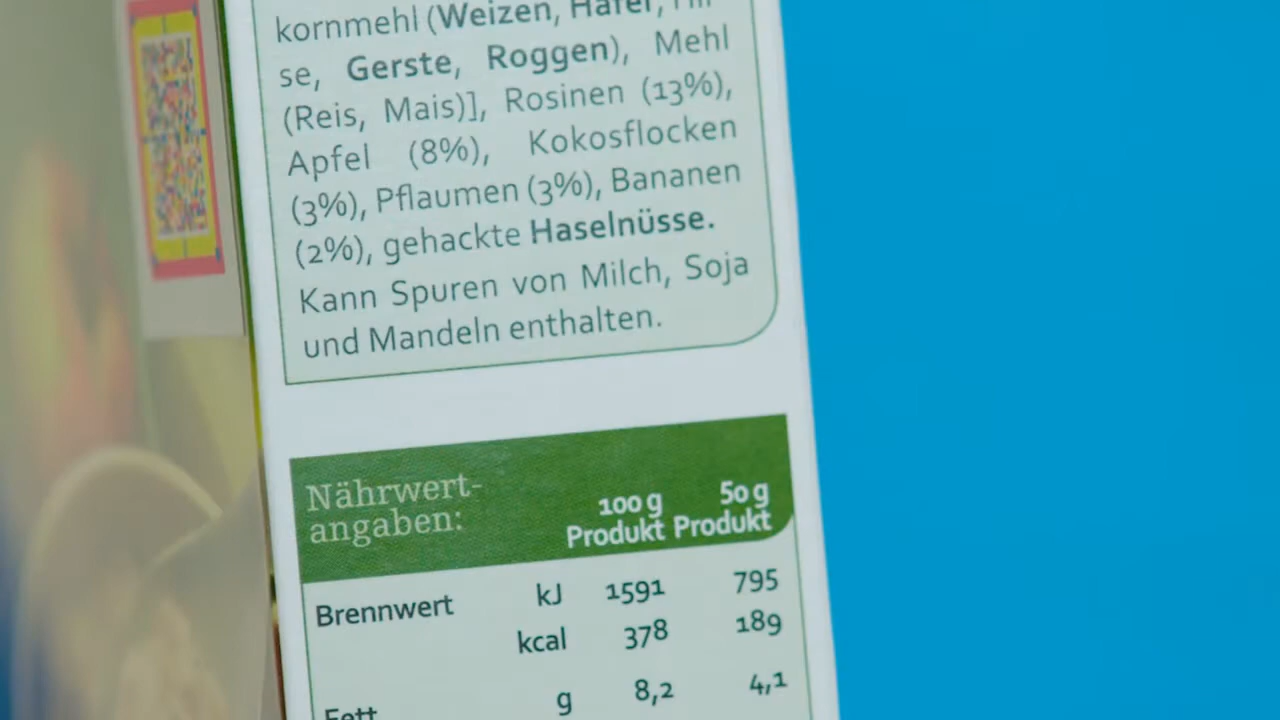 kornmehl (Weizen, Hafer, Hir-
se, Gerste, Roggen), Mehl
(Reis, Mais)], Rosinen (13%),
Apfel (8%), Kokosflocken
(3%), Pflaumen (3%), Bananen
(2%), gehackte Haselnüsse.
Kann Spuren von Milch, Soja
und Mandeln enthalten.
Nährwert-
angaben:
100 g Produkt
50 g Produkt
Brennwert kJ 1591 795
kcal 378 189
Fett g 8,2 4,1